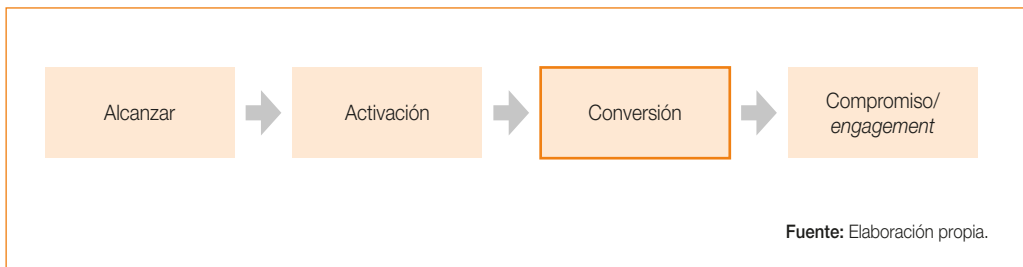 Alcanzar
Activación
Conversión
Compromiso/
engagement
Fuente: Elaboración propia.